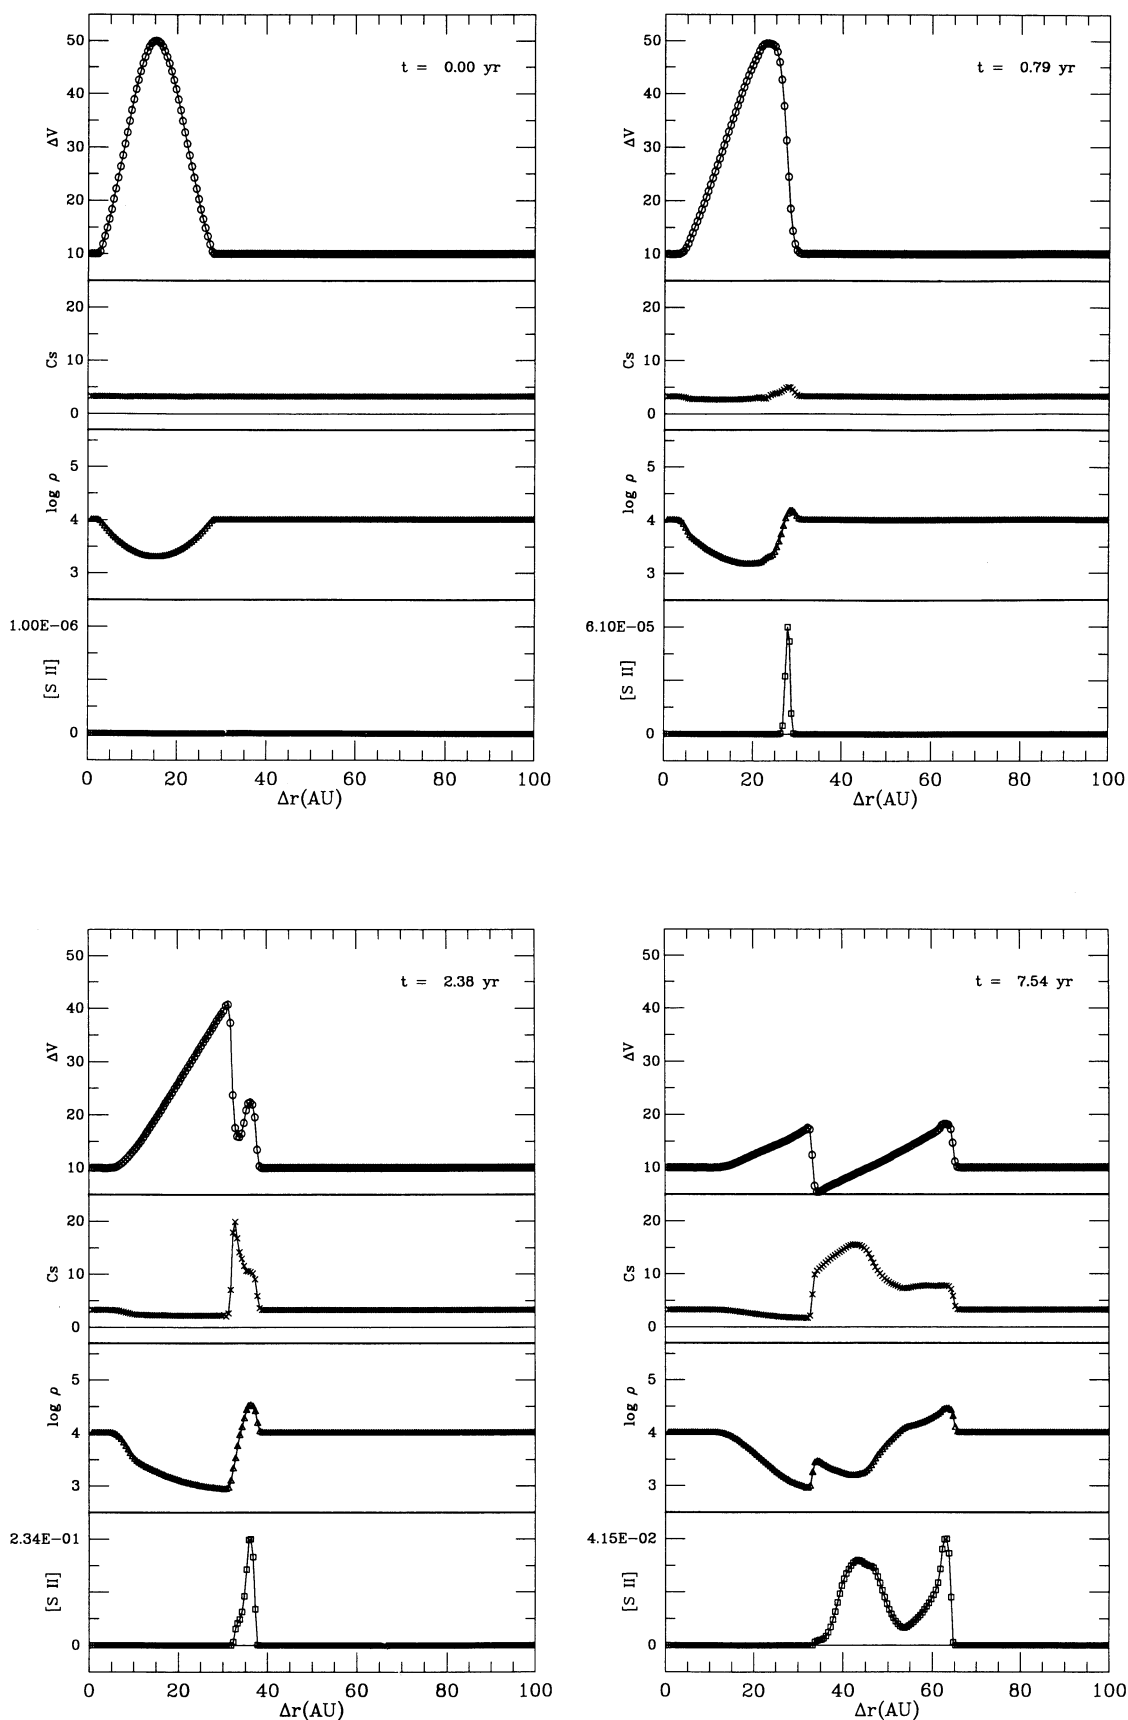 50
t = 0.00 yr
40
ΔV
30
20
10
20
Cs
10
0
5
log ρ
4
3
1.00E−06
[S II]
0
0 20 40 60 80 100
Δr(AU)
50
t = 0.79 yr
40
ΔV
30
20
10
20
Cs
10
0
5
log ρ
4
3
6.10E−05
[S II]
0
0 20 40 60 80 100
Δr(AU)
50
t = 2.38 yr
40
ΔV
30
20
10
20
Cs
10
0
5
log ρ
4
3
2.34E−01
[S II]
0
0 20 40 60 80 100
Δr(AU)
50
t = 7.54 yr
40
ΔV
30
20
10
20
Cs
10
0
5
log ρ
4
3
4.15E−02
[S II]
0
0 20 40 60 80 100
Δr(AU)